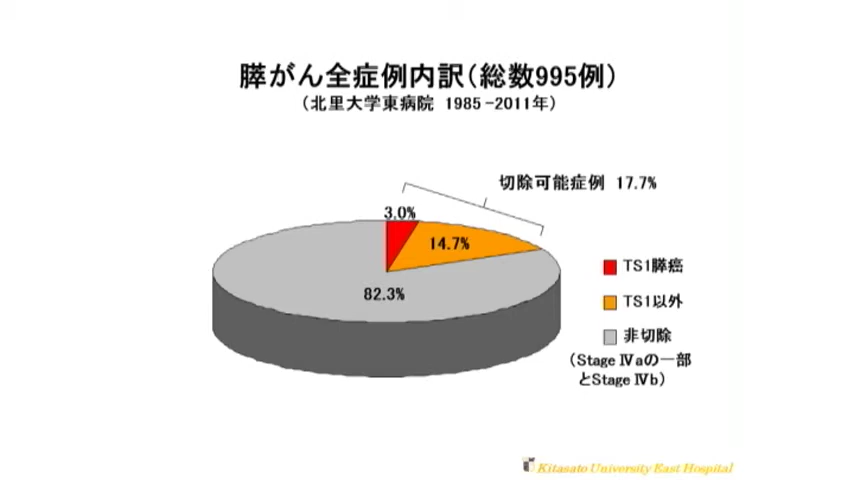 膵がん全症例内訳（総数995例）
（北里大学東病院 1985－2011年）
切除可能症例 17.7%
3.0%
14.7%
82.3%
TS1膵癌
TS1以外
非切除
（Stage Ⅳaの一部
とStage Ⅳb）
Kitasato University East Hospital